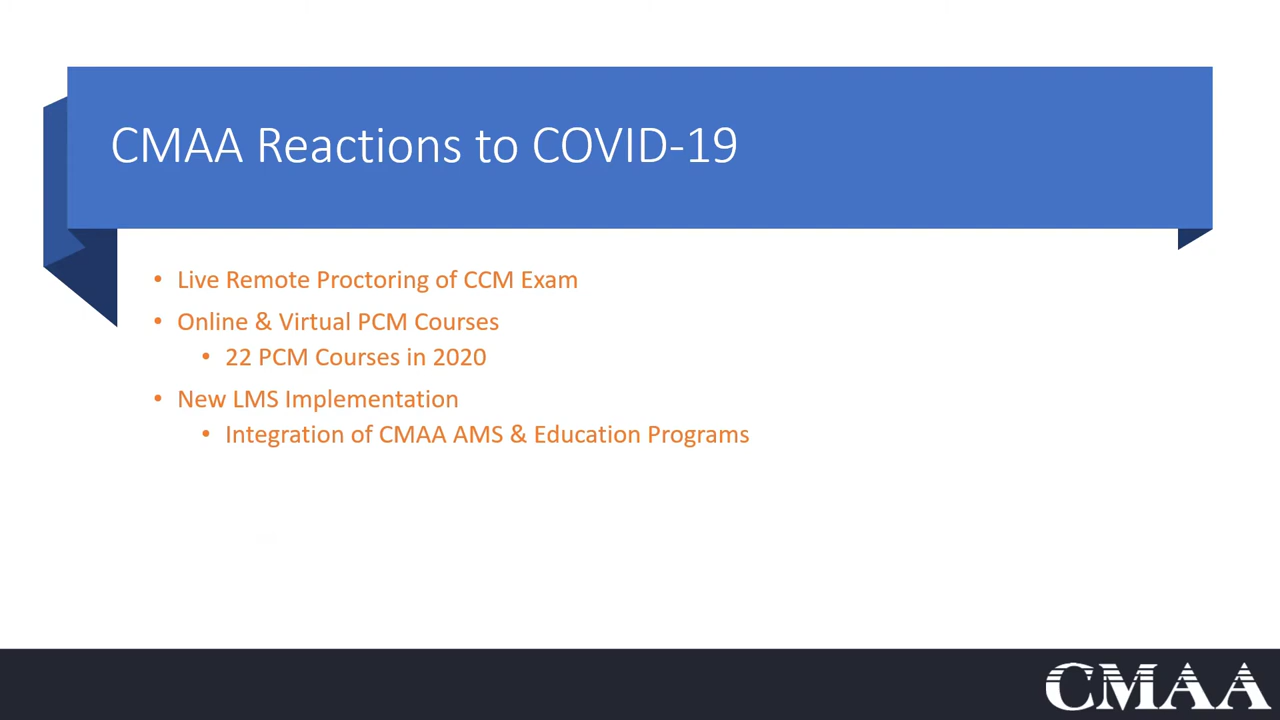 CMAA Reactions to COVID-19
• Live Remote Proctoring of CCM Exam
• Online & Virtual PCM Courses
• 22 PCM Courses in 2020
• New LMS Implementation
• Integration of CMAA AMS & Education Programs
CMAA